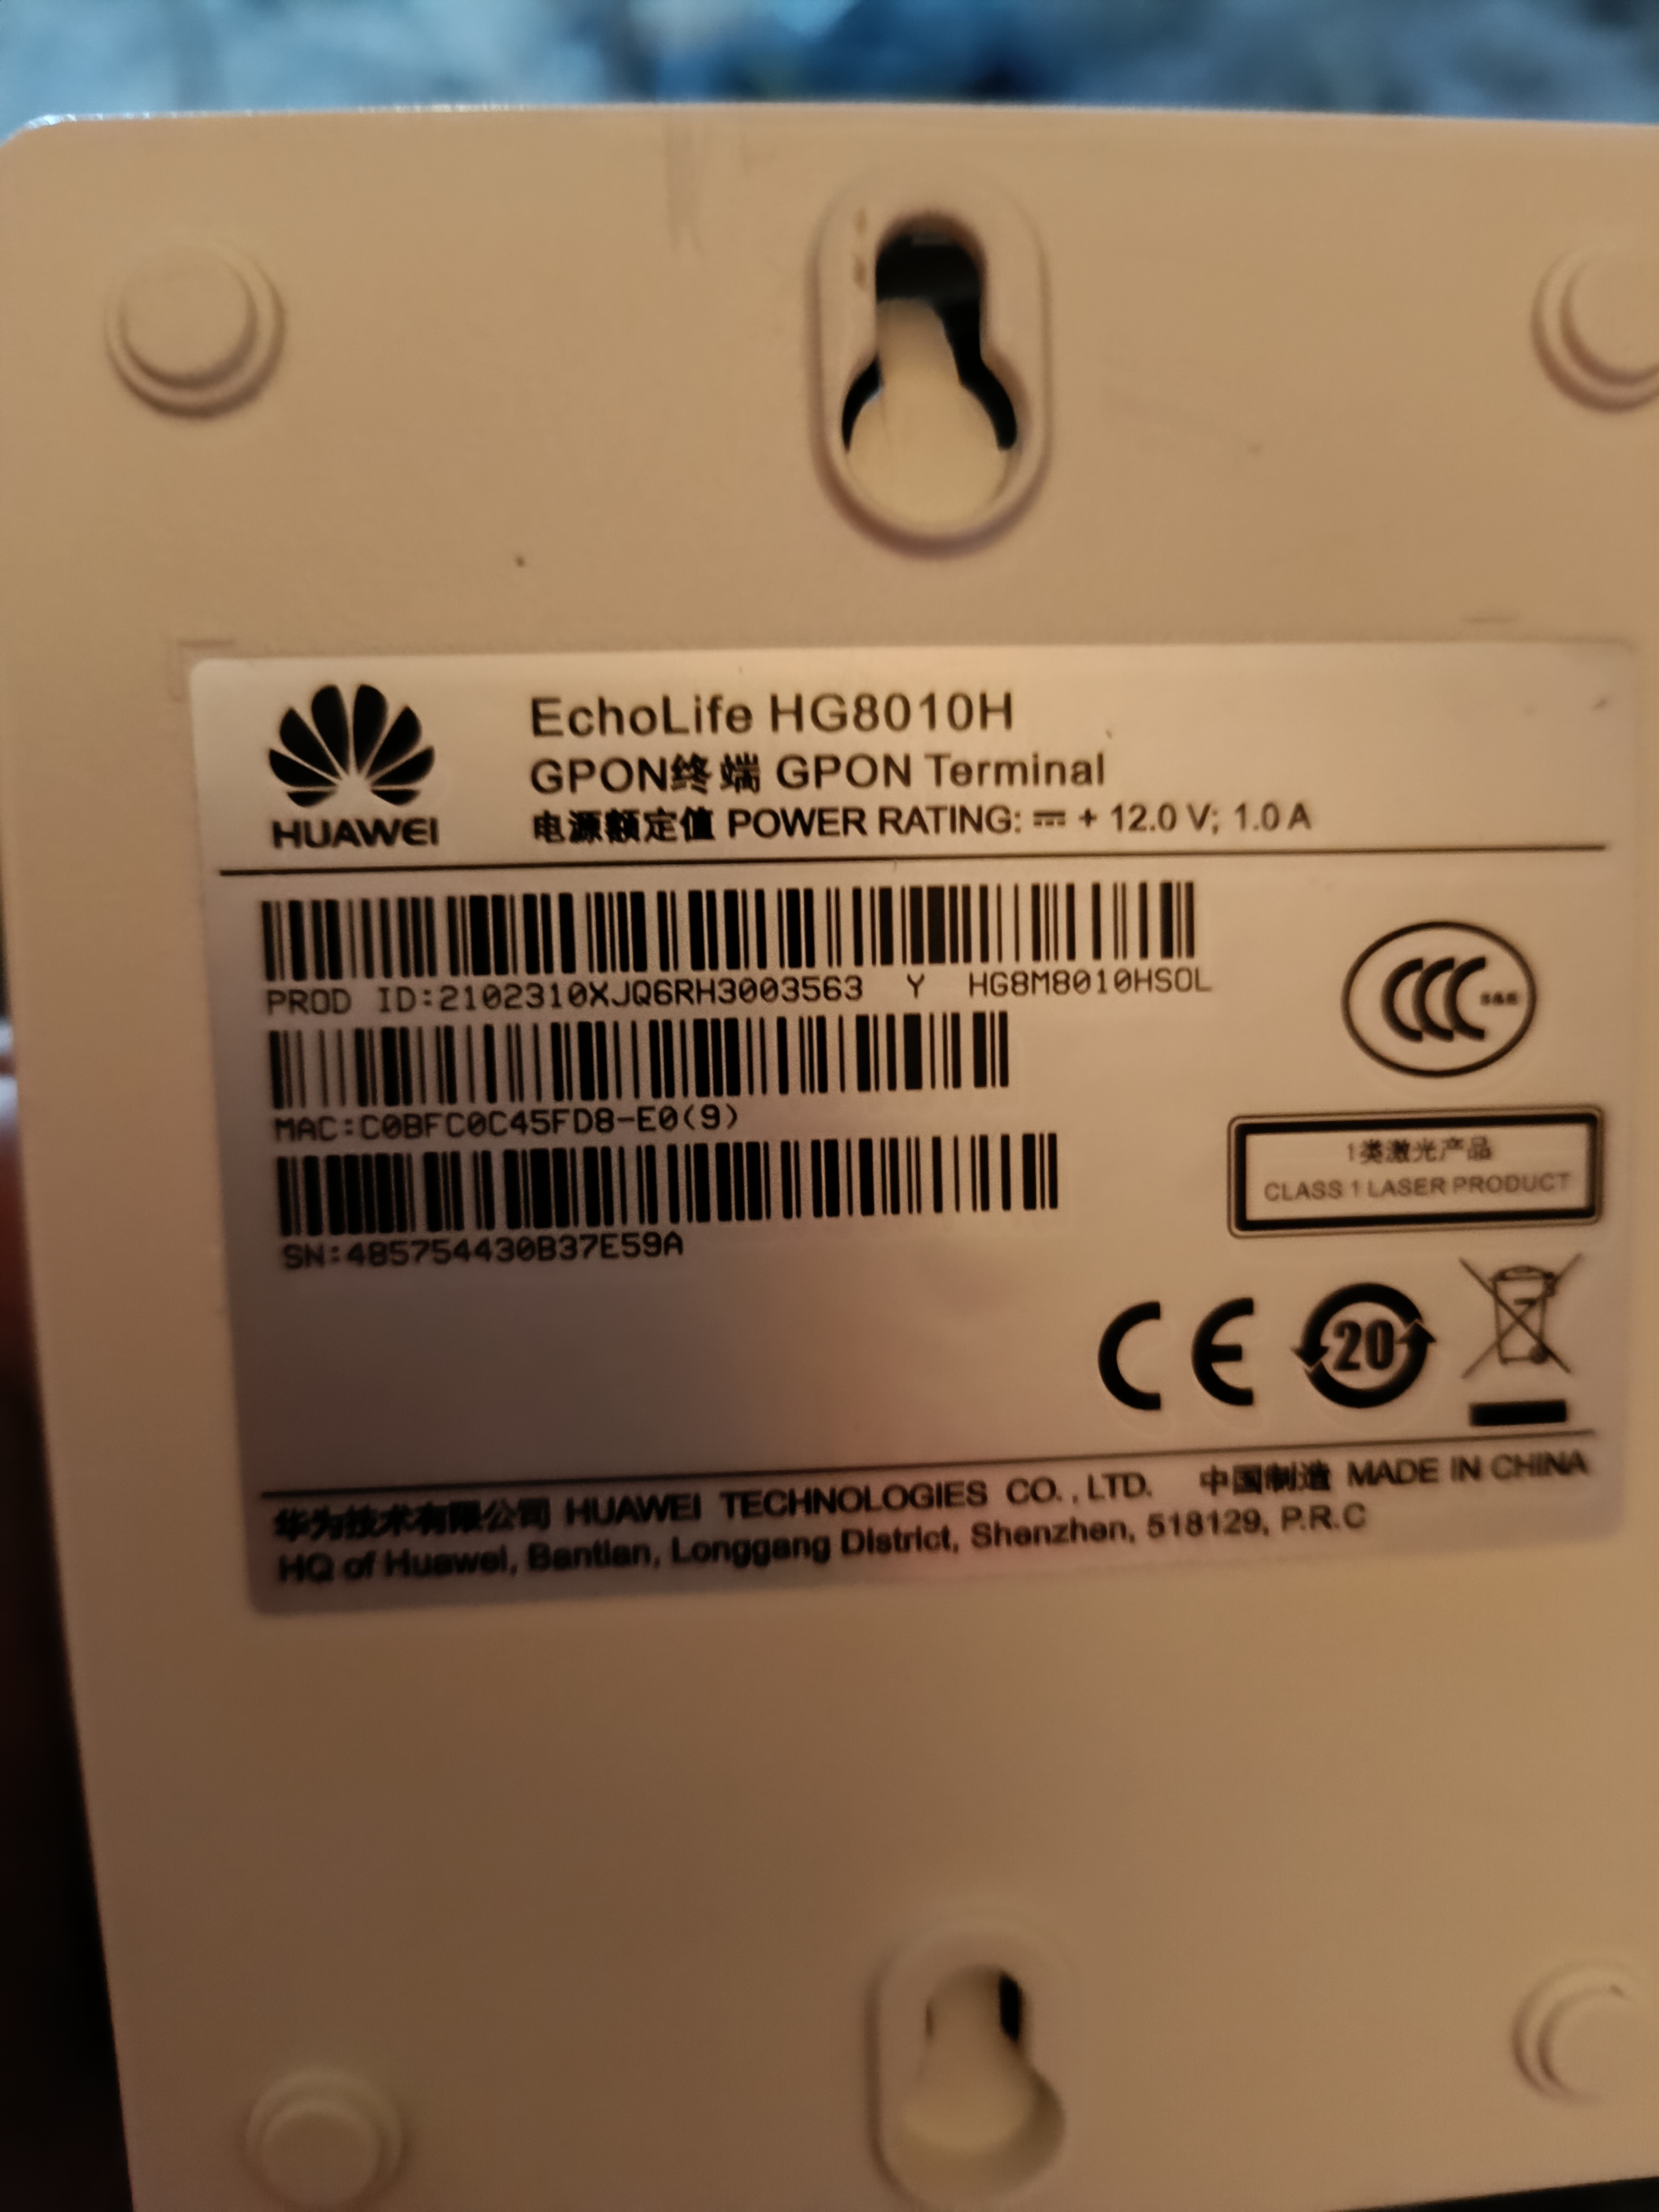 HUAWEI
EchoLife HG8010H
GPON终端 GPON Terminal
电源额定值 POWER RATING: ⎓ + 12.0 V; 1.0 A
PROD ID:2102310XJQ6RH3003563 Y HG8M8010HSOL
MAC:C0BFC0C45FD8-E0(9)
SN:485754430B37E59A
CCC S&E
1类激光产品
CLASS 1 LASER PRODUCT
CE
20
华为技术有限公司 HUAWEI TECHNOLOGIES CO., LTD. 中国制造 MADE IN CHINA
HQ of Huawei, Bantian, Longgang District, Shenzhen, 518129, P.R.C